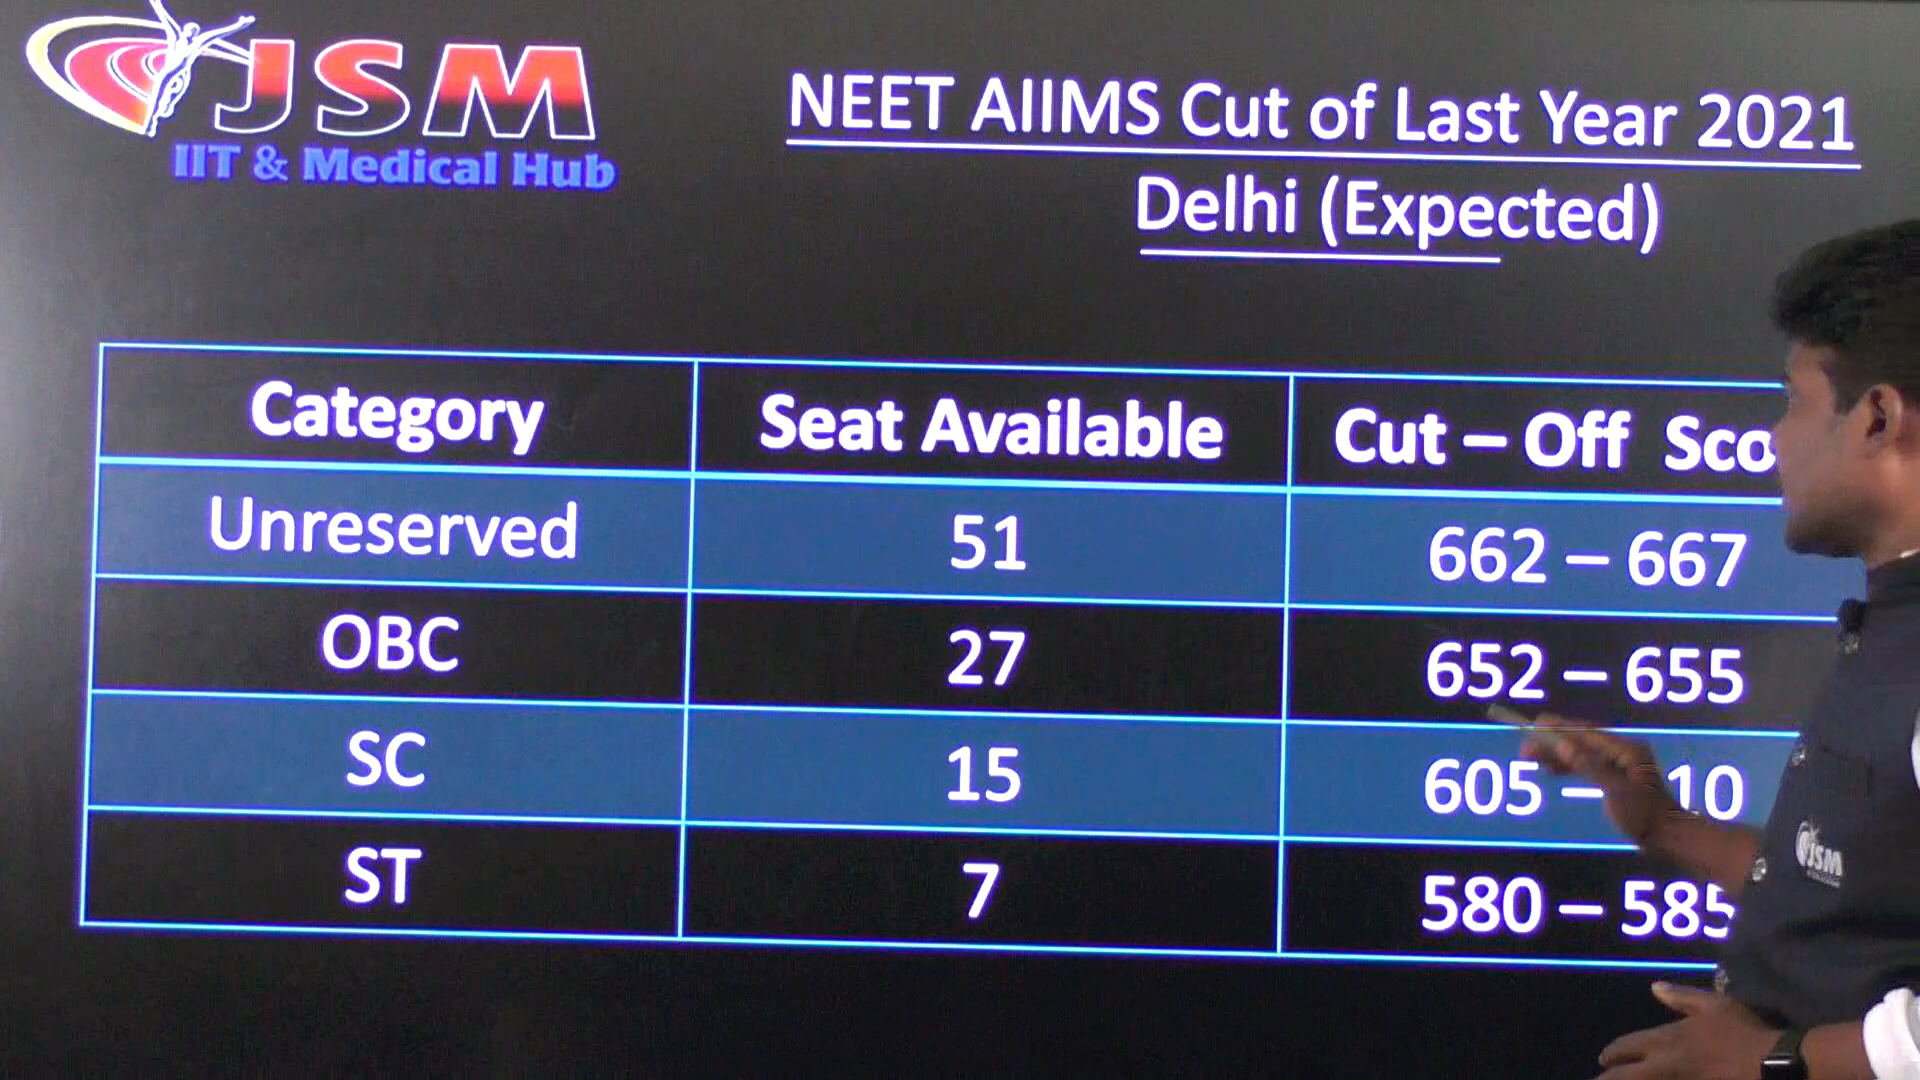 JSM
IIT & Medical Hub
NEET AIIMS Cut of Last Year 2021
Delhi (Expected)
Category Seat Available Cut – Off
Unreserved 51 662 – 667
OBC 27 652 – 655
SC 15 605 –
ST 7 580 – 585
JSM